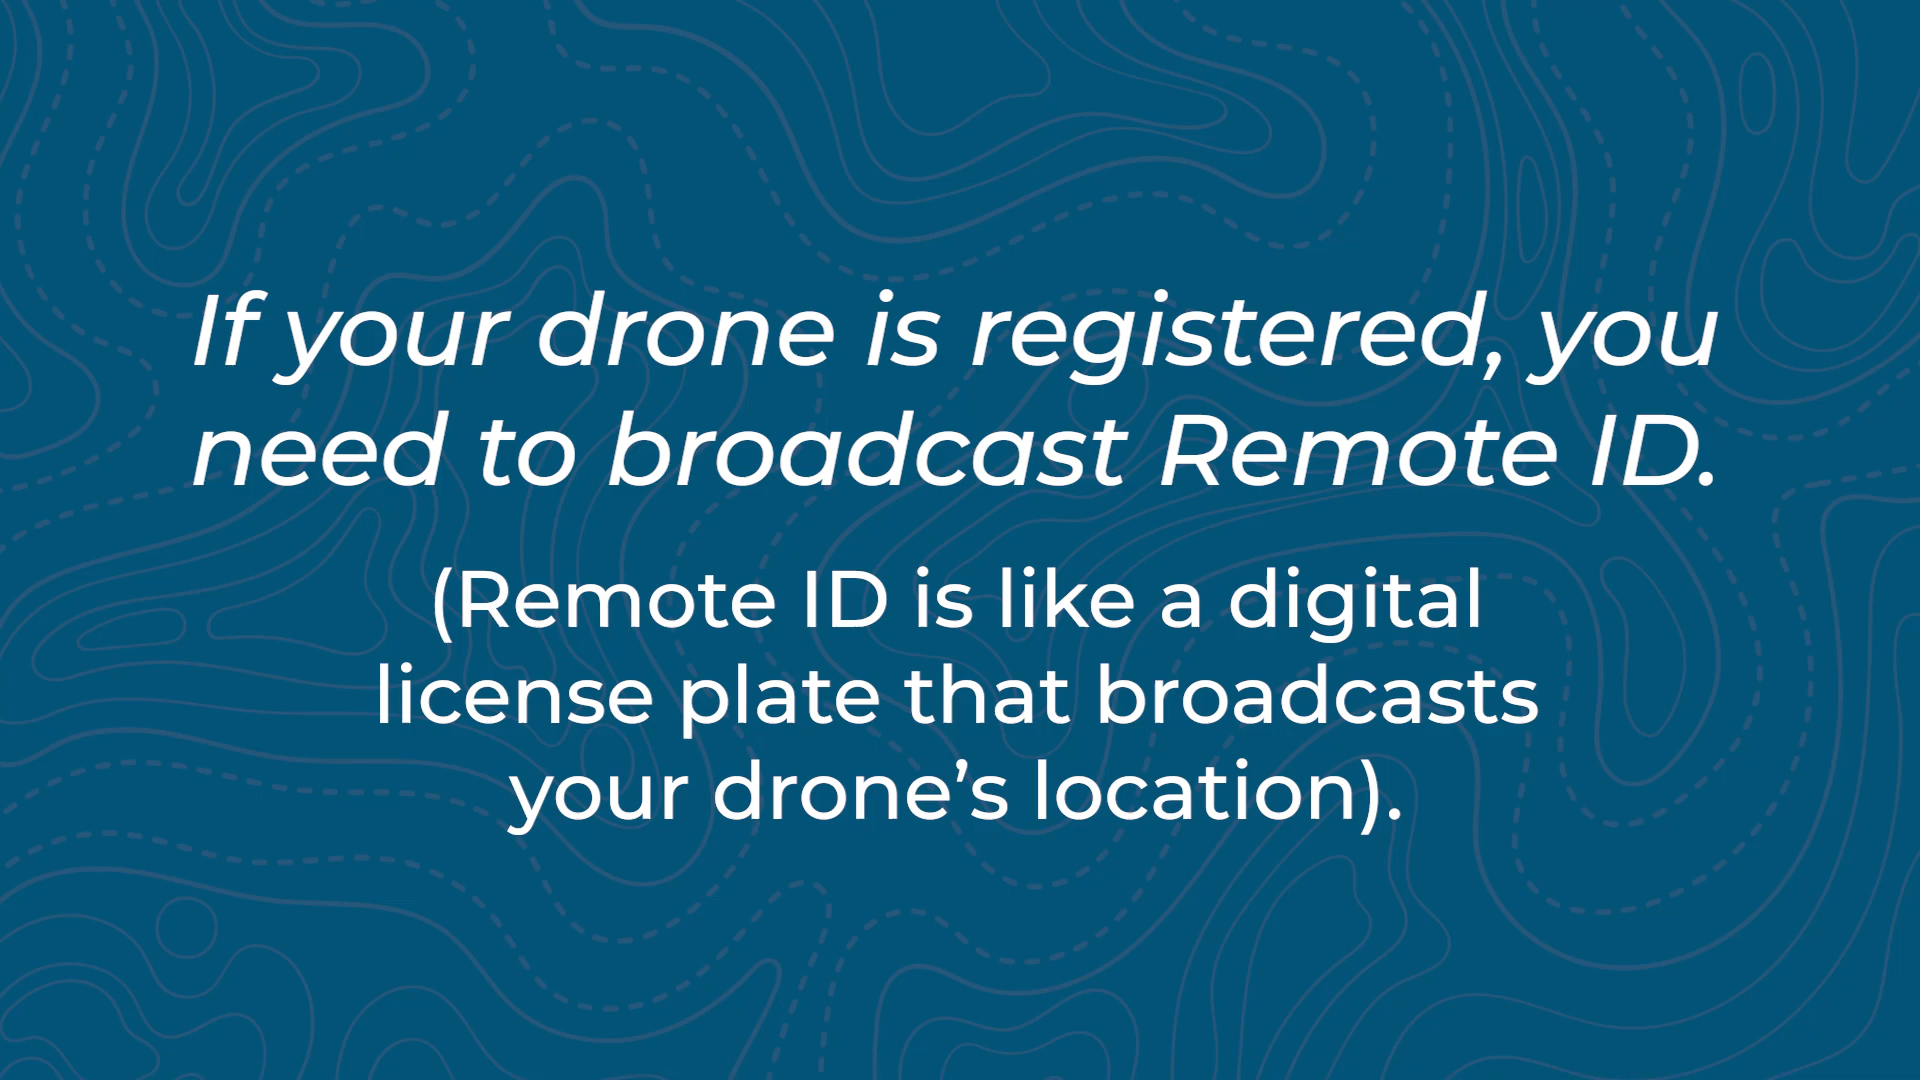 If your drone is registered, you
need to broadcast Remote ID.
(Remote ID is like a digital
license plate that broadcasts
your drone’s location).